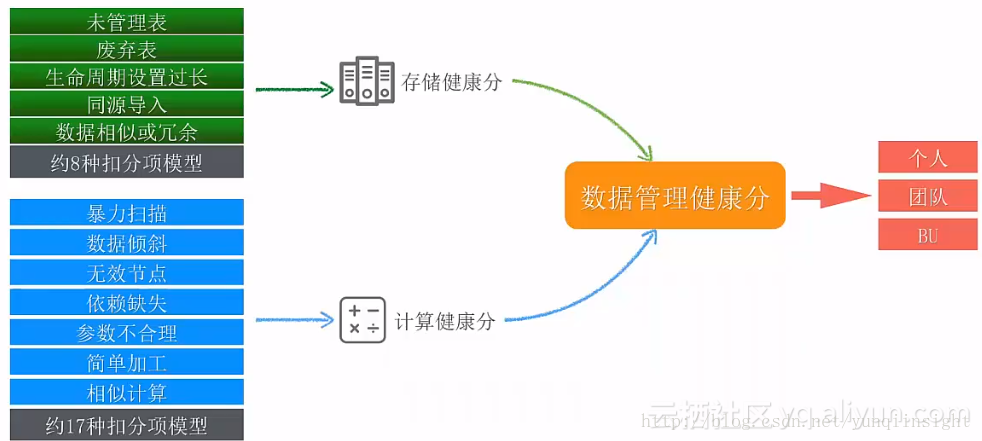 未管理表
废弃表
生命周期设置过长
同源导入
数据相似或冗余
约8种扣分项模型
存储健康分
暴力扫描
数据倾斜
无效节点
依赖缺失
参数不合理
简单加工
相似计算
约17种扣分项模型
计算健康分
数据管理健康分
个人
团队
BU
云栖社区 yq.aliyun.com
http://blog.csdn.net/yunqiinsight